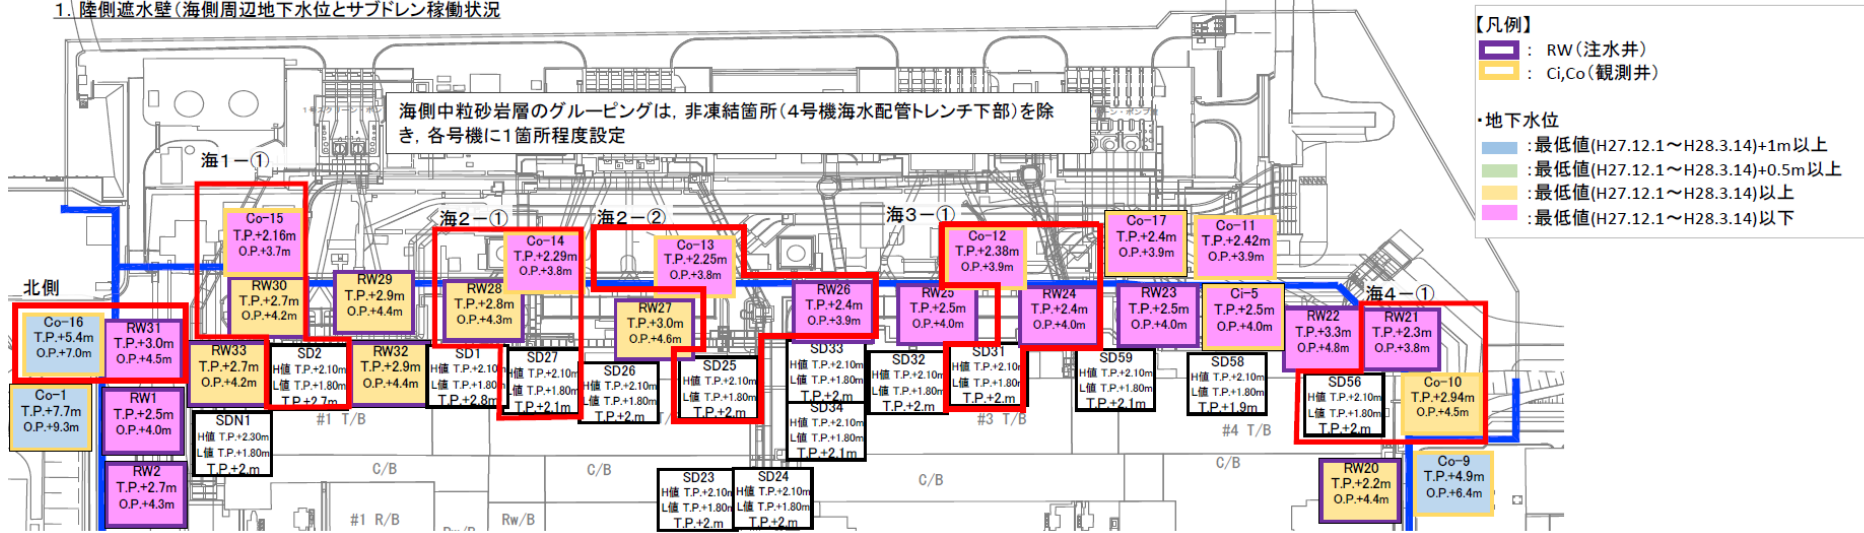 1. 陸側遮水壁(海側周辺地下水位とサブドレン稼働状況
【凡例】
: RW(注水井)
: Ci,Co(観測井)
・地下水位
:最低値(H27.12.1～H28.3.14)+1m以上
:最低値(H27.12.1～H28.3.14)+0.5m以上
:最低値(H27.12.1～H28.3.14)以上
:最低値(H27.12.1～H28.3.14)以下
海側中粒砂岩層のグルーピングは, 非凍結箇所(4号機海水配管トレンチ下部)を除
き, 各号機に1箇所程度設定
海1-①
海2-①
海2-②
海3-①
海4-①
北側
Co-15
T.P.+2.16m
O.P.+3.7m
Co-14
T.P.+2.29m
O.P.+3.8m
Co-13
T.P.+2.25m
O.P.+3.8m
Co-12
T.P.+2.38m
O.P.+3.9m
Co-17
T.P.+2.4m
O.P.+3.9m
Co-11
T.P.+2.42m
O.P.+3.9m
RW30
T.P.+2.7m
O.P.+4.2m
RW29
T.P.+2.9m
O.P.+4.4m
RW28
T.P.+2.8m
O.P.+4.3m
RW27
T.P.+3.0m
O.P.+4.6m
RW26
T.P.+2.4m
O.P.+3.9m
RW25
T.P.+2.5m
O.P.+4.0m
RW24
T.P.+2.4m
O.P.+4.0m
RW23
T.P.+2.5m
O.P.+4.0m
Ci-5
T.P.+2.5m
O.P.+4.0m
RW22
T.P.+3.3m
O.P.+4.8m
RW21
T.P.+2.3m
O.P.+3.8m
Co-16
T.P.+5.4m
O.P.+7.0m
RW31
T.P.+3.0m
O.P.+4.5m
RW33
T.P.+2.7m
O.P.+4.2m
SD2
H値 T.P.+2.10m
L値 T.P.+1.80m
T.P.+2.7m
RW32
T.P.+2.9m
O.P.+4.4m
SD1
H値 T.P.+2.10m
L値 T.P.+1.80m
T.P.+2.8m
SD27
H値 T.P.+2.10m
L値 T.P.+1.80m
T.P.+2.1m
SD26
H値 T.P.+2.10m
L値 T.P.+1.80m
T.P.+2.m
SD25
H値 T.P.+2.10m
L値 T.P.+1.80m
T.P.+2.m
SD33
H値 T.P.+2.10m
L値 T.P.+1.80m
T.P.+2.m
SD32
H値 T.P.+2.10m
L値 T.P.+1.80m
T.P.+2.m
SD31
H値 T.P.+2.10m
L値 T.P.+1.80m
T.P.+2.m
SD59
H値 T.P.+2.10m
L値 T.P.+1.80m
T.P.+2.1m
SD58
H値 T.P.+2.10m
L値 T.P.+1.80m
T.P.+1.9m
SD56
H値 T.P.+2.10m
L値 T.P.+1.80m
T.P.+2.m
Co-10
T.P.+2.94m
O.P.+4.5m
Co-1
T.P.+7.7m
O.P.+9.3m
RW1
T.P.+2.5m
O.P.+4.0m
SDN1
H値 T.P.+2.30m
L値 T.P.+1.80m
T.P.+2.m
SD34
H値 T.P.+2.10m
L値 T.P.+1.80m
T.P.+2.1m
#1 T/B
#3 T/B
#4 T/B
RW2
T.P.+2.7m
O.P.+4.3m
C/B
C/B
C/B
C/B
SD23
H値 T.P.+2.10m
L値 T.P.+1.80m
T.P.+2.m
SD24
H値 T.P.+2.10m
L値 T.P.+1.80m
T.P.+2.m
RW20
T.P.+2.2m
O.P.+4.4m
Co-9
T.P.+4.9m
O.P.+6.4m
#1 R/B
Rw/B